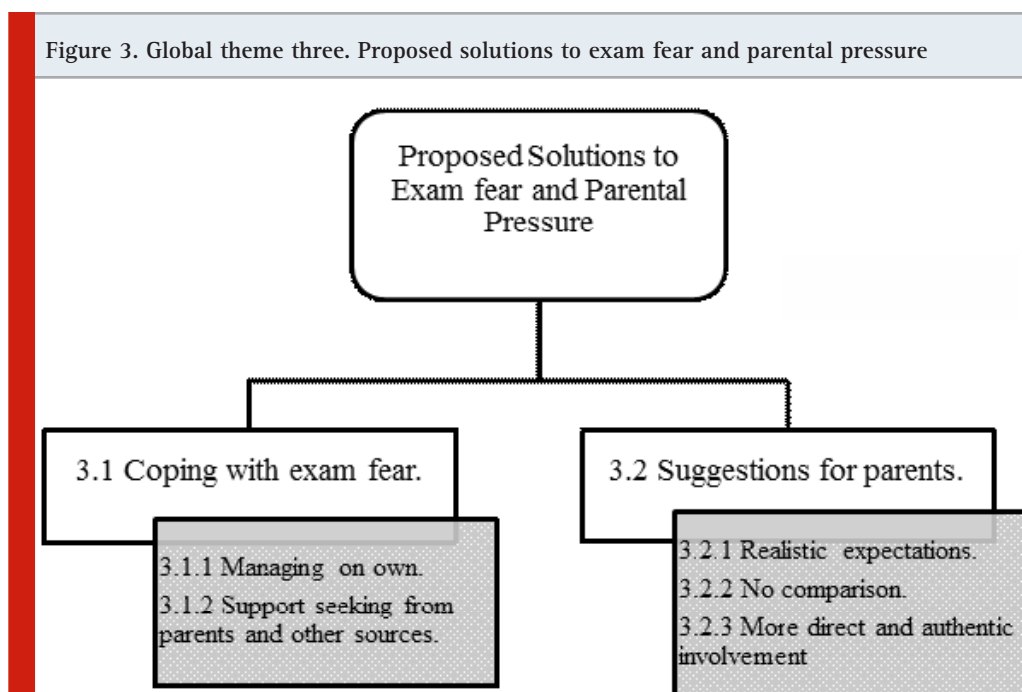 Figure 3. Global theme three. Proposed solutions to exam fear and parental pressure
Proposed Solutions to
Exam fear and Parental
Pressure
3.1 Coping with exam fear.
3.1.1 Managing on own.
3.1.2 Support seeking from
parents and other sources.
3.2 Suggestions for parents.
3.2.1 Realistic expectations.
3.2.2 No comparison.
3.2.3 More direct and authentic
involvement